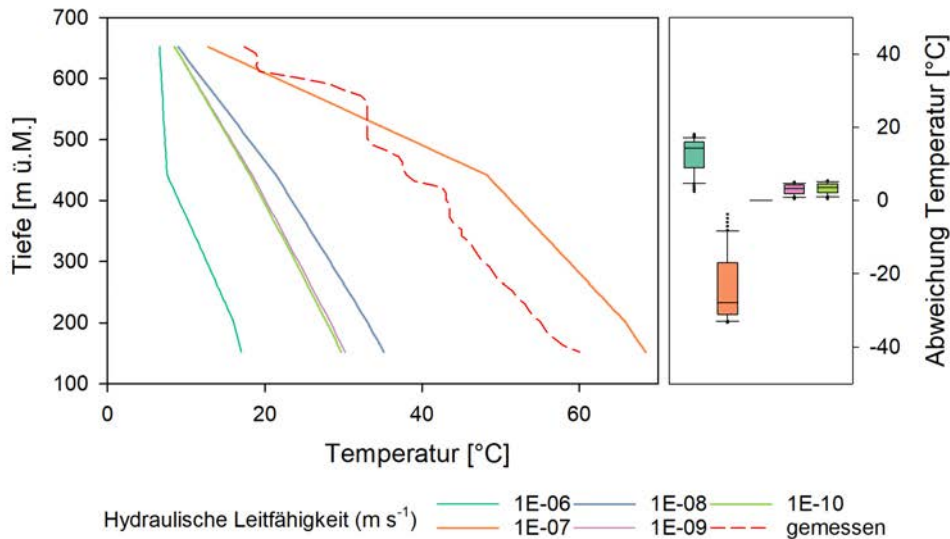 700
600
500
400
300
200
100
Tiefe [m ü.M.]
0
20
40
60
Temperatur [°C]
40
20
0
-20
-40
Abweichung Temperatur [°C]
Hydraulische Leitfähigkeit (m s-1)
1E-06
1E-08
1E-10
1E-07
1E-09
gemessen